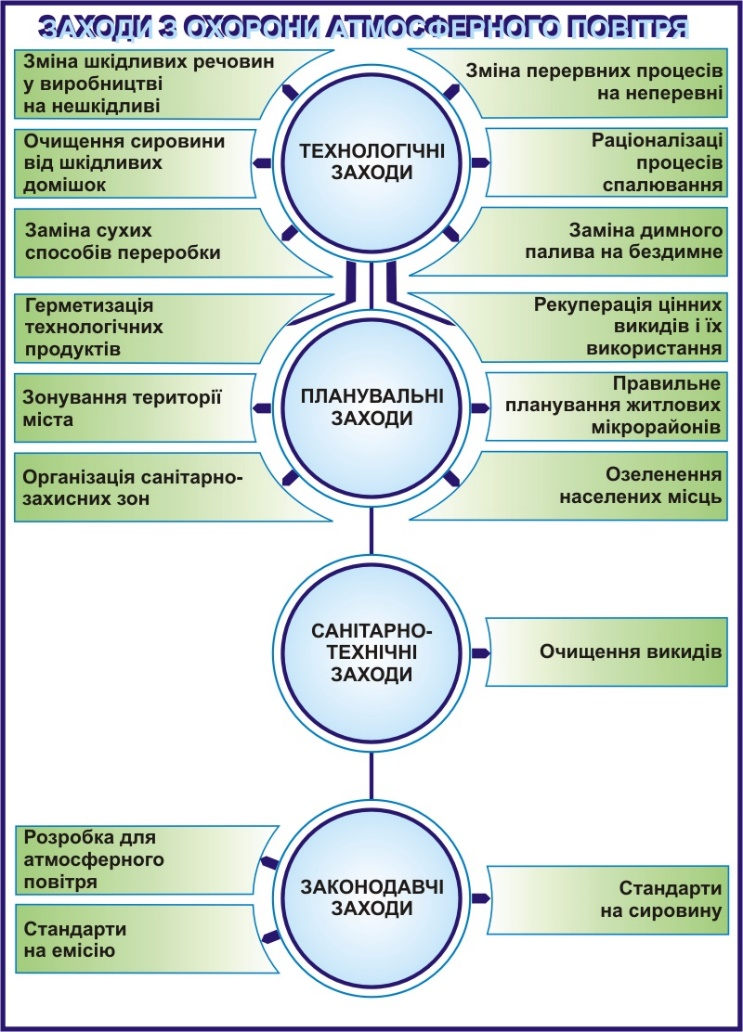 ЗАХОДИ З ОХОРОНИ АТМОСФЕРНОГО ПОВІТРЯ
Зміна шкідливих речовин
у виробництві
на нешкідливі
Очищення сировини
від шкідливих
домішок
Заміна сухих
способів переробки
ТЕХНОЛОГІЧНІ
ЗАХОДИ
Зміна перервних процесів
на неперевні
Раціоналізаці
процесів
спалювання
Заміна димного
палива на бездимне
Герметизація
технологічних
продуктів
Рекуперація цінних
викидів і їх
використання
Зонування території
міста
Організація санітарно-
захисних зон
ПЛАНУВАЛЬНІ
ЗАХОДИ
Правильне
планування житлових
мікрорайонів
Озеленення
населених місць
САНІТАРНО-
ТЕХНІЧНІ
ЗАХОДИ
Очищення викидів
Розробка для
атмосферного
повітря
Стандарти
на емісію
ЗАКОНОДАВЧІ
ЗАХОДИ
Стандарти
на сировину